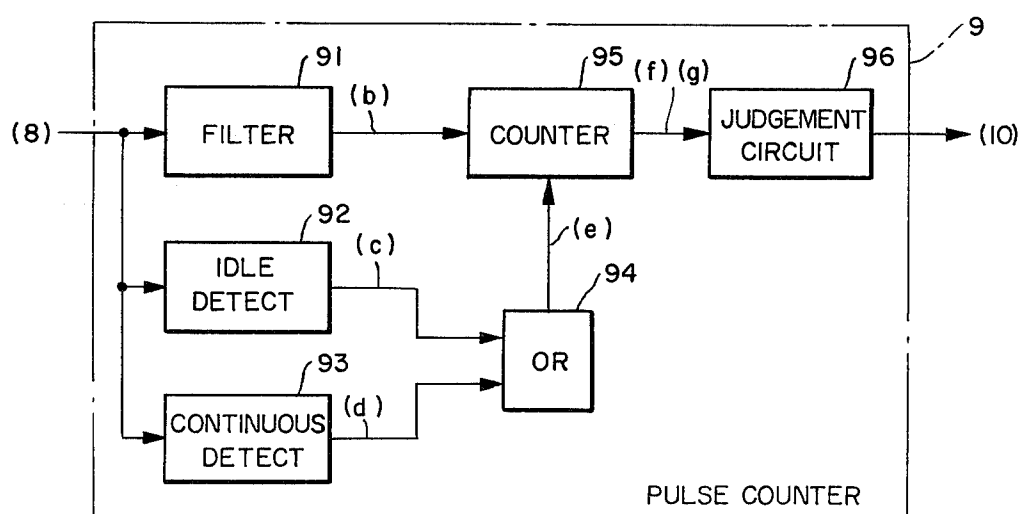 9
91
95
96
(b)
(f)(g)
(8)
FILTER
COUNTER
JUDGEMENT
CIRCUIT
(10)
92
(c)
(e)
94
IDLE
DETECT
OR
93
(d)
CONTINUOUS
DETECT
PULSE COUNTER